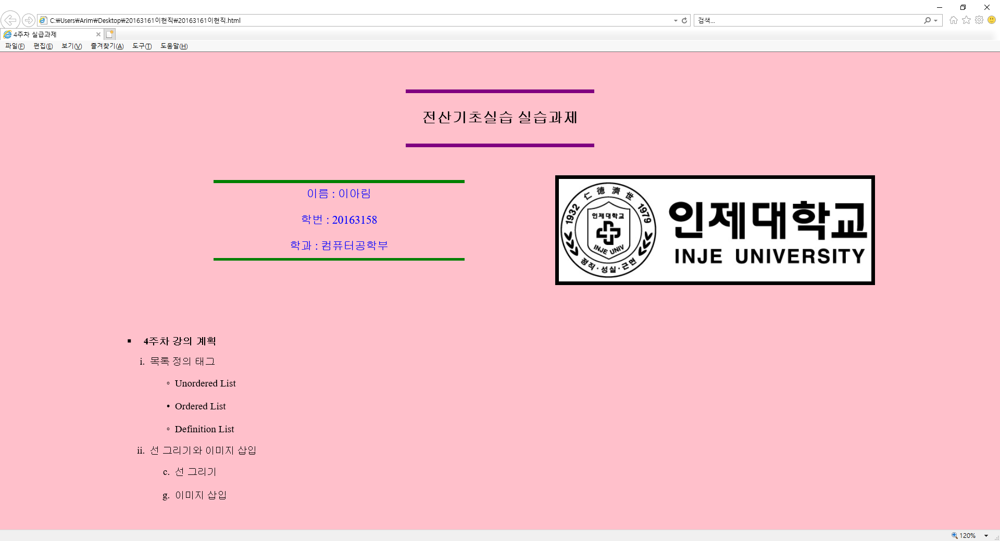 C:\Users\Arim\Desktop\20163161이현직\20163161이현직.html
검색...
4주차 실급과제
파일(F) 편집(E) 보기(V) 즐겨찾기(A) 도구(T) 도움말(H)
전산기초실습 실습과제
이름 : 이아림
학번 : 20163158
학과 : 컴퓨터공학부
仁 德 濟 世
1932
1979
인제대학교
INJE UNIV
정직·성실·근면
인제대학교
INJE UNIVERSITY
▪ 4주차 강의 계획
i. 목록 정의 태그
◦ Unordered List
• Ordered List
◦ Definition List
ii. 선 그리기와 이미지 삽입
c. 선 그리기
g. 이미지 삽입
120%